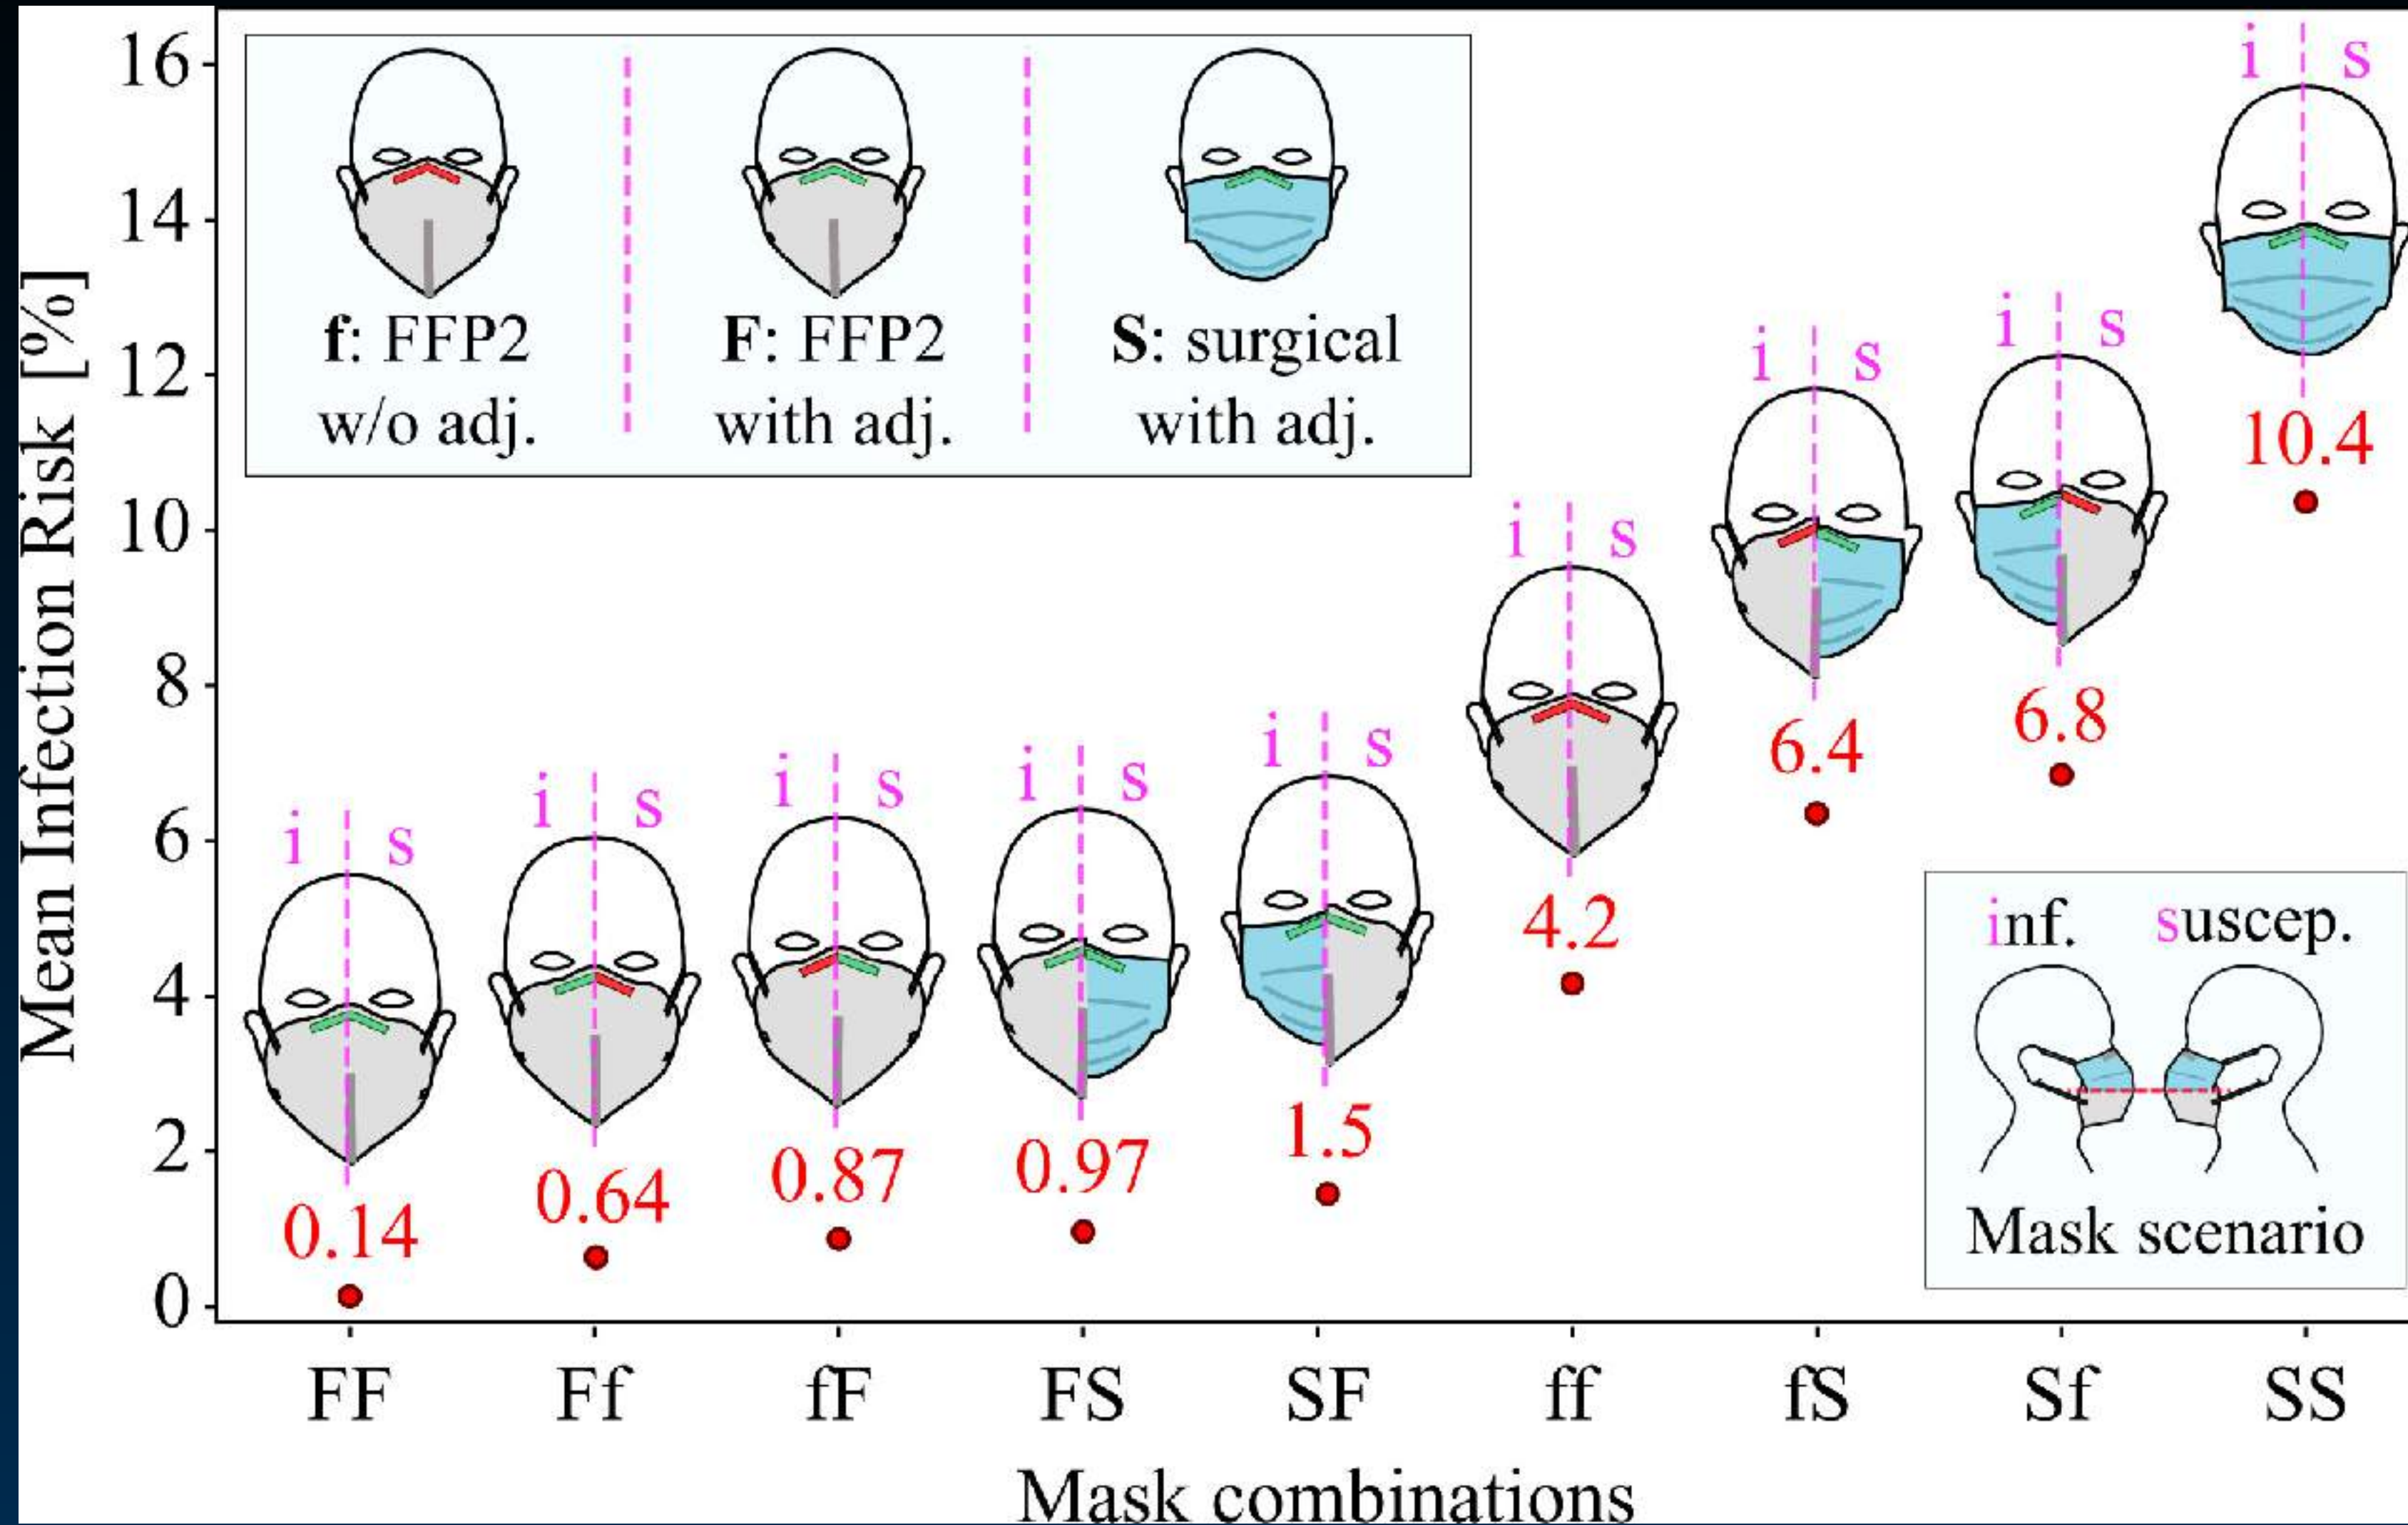 Mean Infection Risk [%]
16
14
12
10
8
6
4
2
0
f: FFP2
w/o adj.
F: FFP2
with adj.
S: surgical
with adj.
i s
0.14
i s
0.64
i s
0.87
i s
0.97
i s
1.5
i s
4.2
i s
6.4
i s
6.8
i s
10.4
inf. suscep.
Mask scenario
FF Ff fF FS SF ff fS Sf SS
Mask combinations